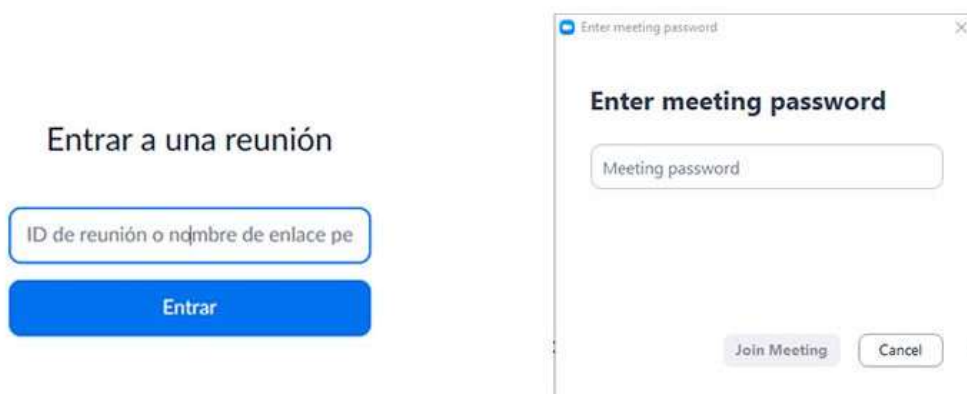 Entrar a una reunión
ID de reunión o nombre de enlace pe
Entrar
Enter meeting password
Enter meeting password
Meeting password
Join Meeting
Cancel